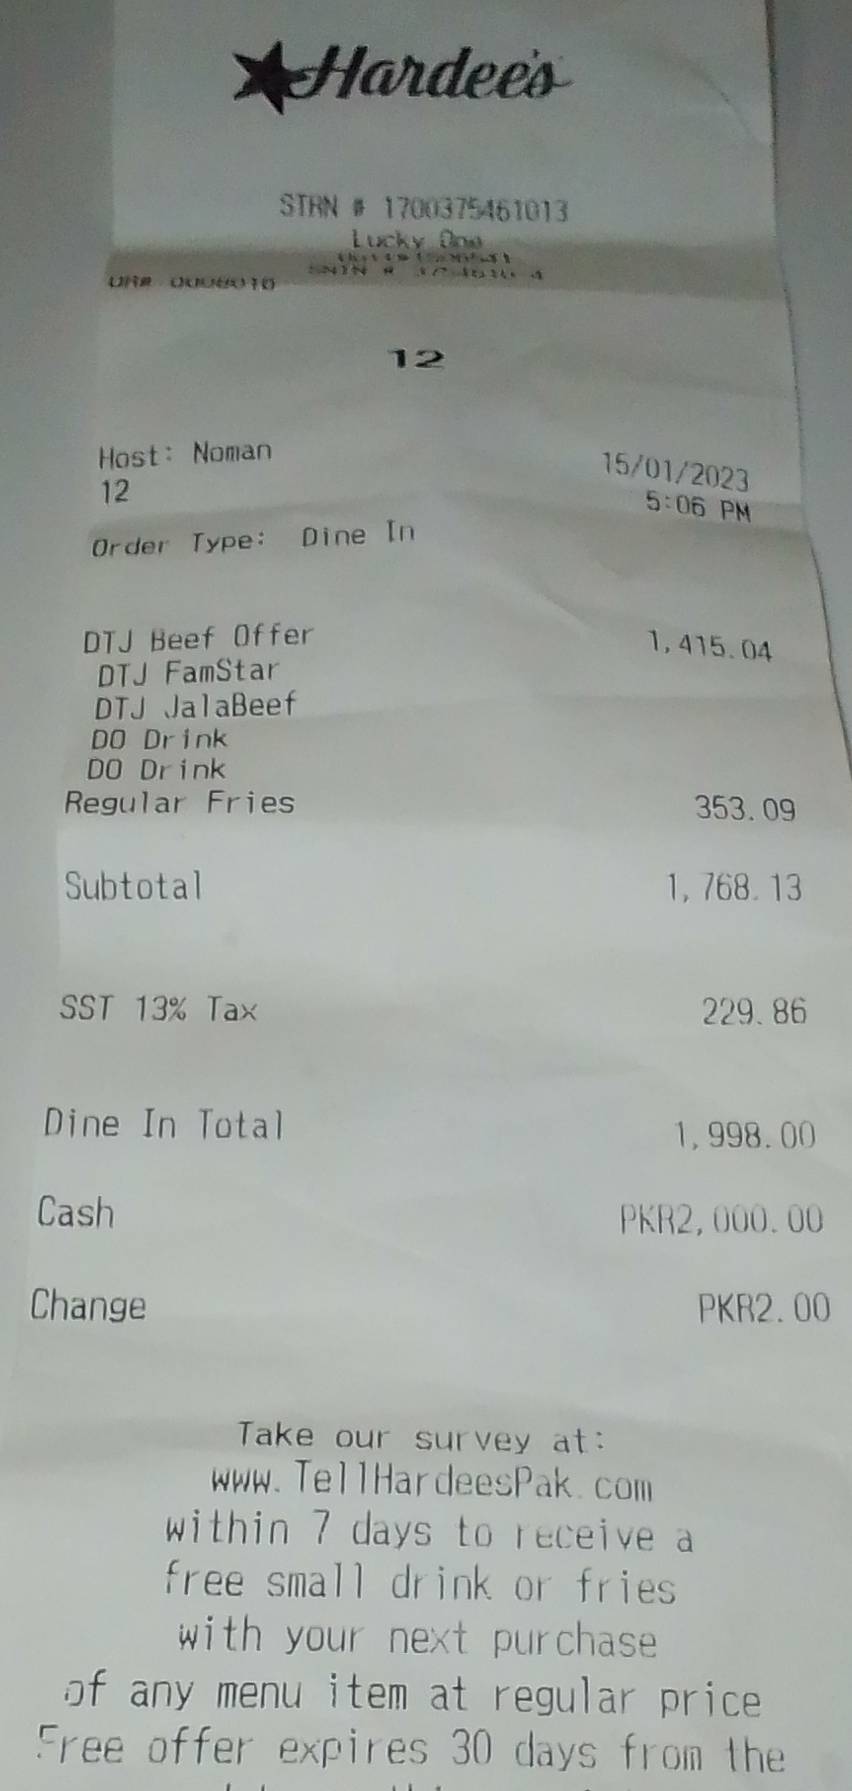 Hardee's
STRN # 1700375461013
Lucky One
SNTN #
12
Host: Noman
15/01/2023
12
5:06 PM
Order Type: Dine In
DTJ Beef Offer 1,415.04
DTJ FamStar
DTJ JalaBeef
DO Drink
DO Drink
Regular Fries 353.09
Subtotal 1,768.13
SST 13% Tax 229.86
Dine In Total 1,998.00
Cash PKR2,000.00
Change PKR2.00
Take our survey at:
www.TellHardeesPak.com
within 7 days to receive a
free small drink or fries
with your next purchase
of any menu item at regular price
Free offer expires 30 days from the